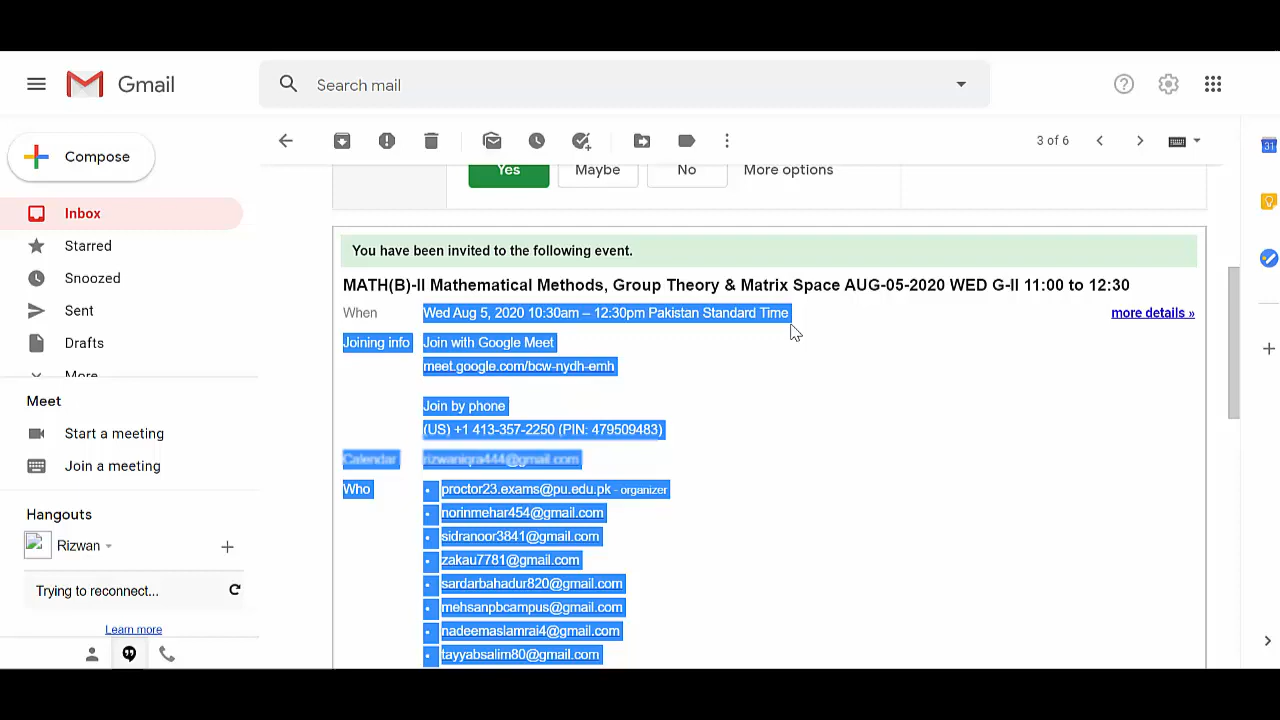 Gmail
Search mail
Compose
3 of 6
31
Yes
Maybe
No
More options
Inbox
Starred
Snoozed
Sent
Drafts
More
Meet
Start a meeting
Join a meeting
Hangouts
Rizwan
Trying to reconnect...
Learn more
You have been invited to the following event.
MATH(B)-II Mathematical Methods, Group Theory & Matrix Space AUG-05-2020 WED G-II 11:00 to 12:30
When Wed Aug 5, 2020 10:30am – 12:30pm Pakistan Standard Time
more details »
Joining info Join with Google Meet
meet.google.com/bcw-nydh-emh
Join by phone
(US) +1 413-357-2250 (PIN: 479509483)
Calendar rizwaniqra444@gmail.com
Who • proctor23.exams@pu.edu.pk - organizer
• norinmehar454@gmail.com
• sidranoor3841@gmail.com
• zakau7781@gmail.com
• sardarbahadur820@gmail.com
• mehsanpbcampus@gmail.com
• nadeemaslamrai4@gmail.com
• tayyabsalim80@gmail.com